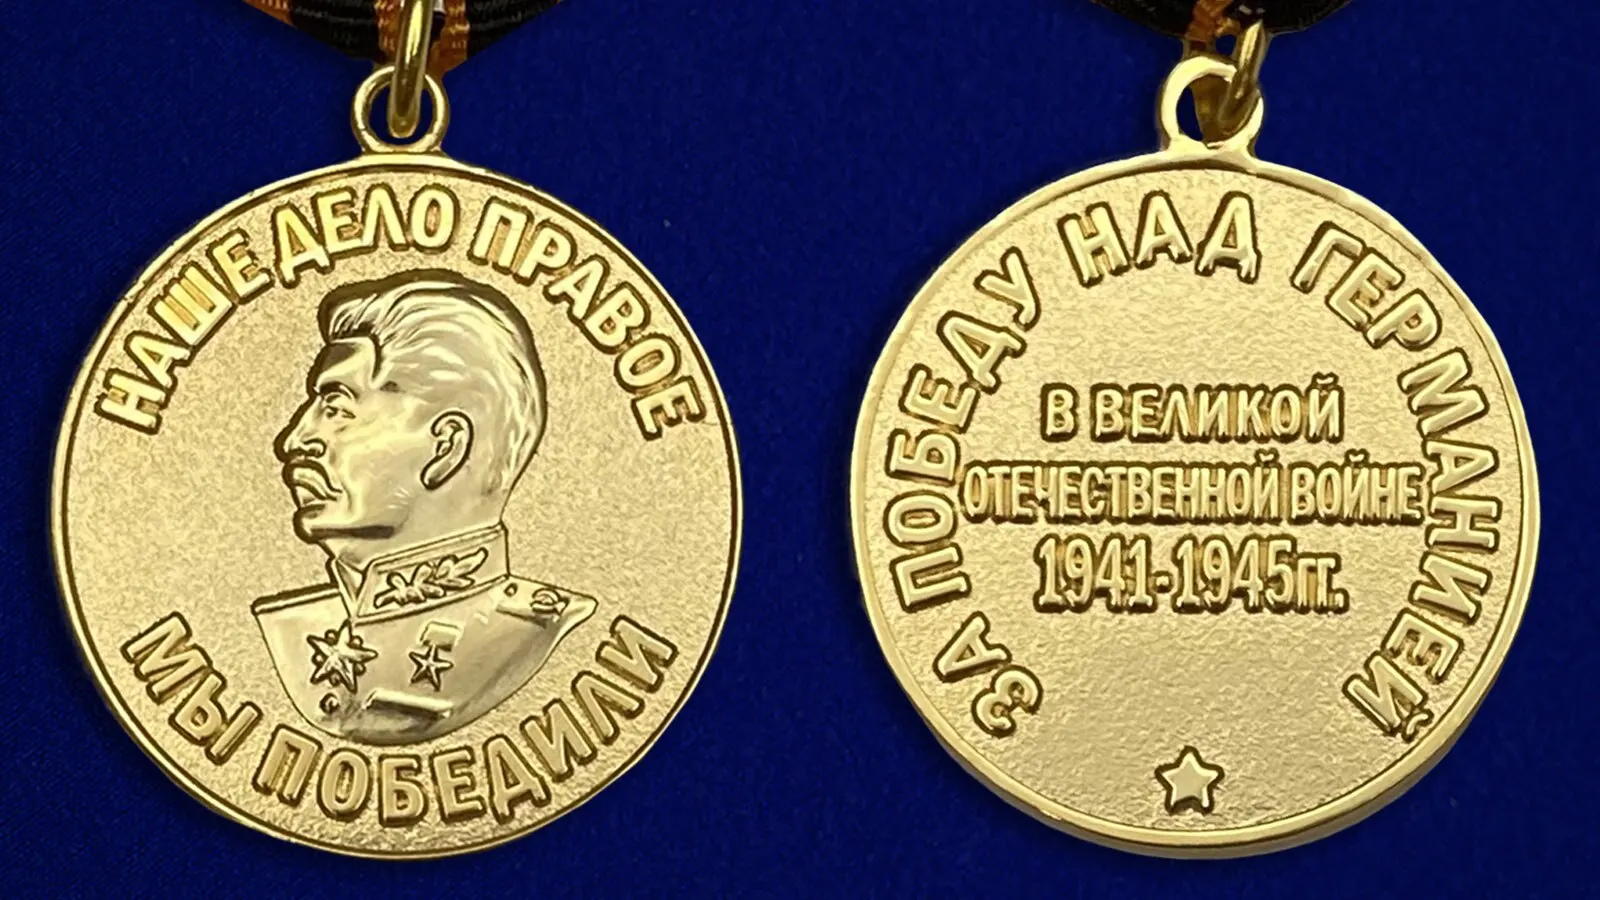 НАШЕ ДЕЛО ПРАВОЕ
МЫ ПОБЕДИЛИ
ЗА ПОБЕДУ НАД ГЕРМАНИЕЙ
В ВЕЛИКОЙ
ОТЕЧЕСТВЕННОЙ ВОЙНЕ
1941-1945гг.